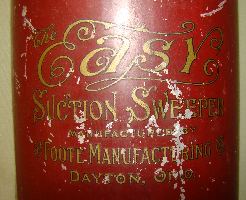 The
Easy
SUCTION SWEEPER
MANUFACTURED BY
FOOTE MANUFACTURING Co
DAYTON, OHIO.